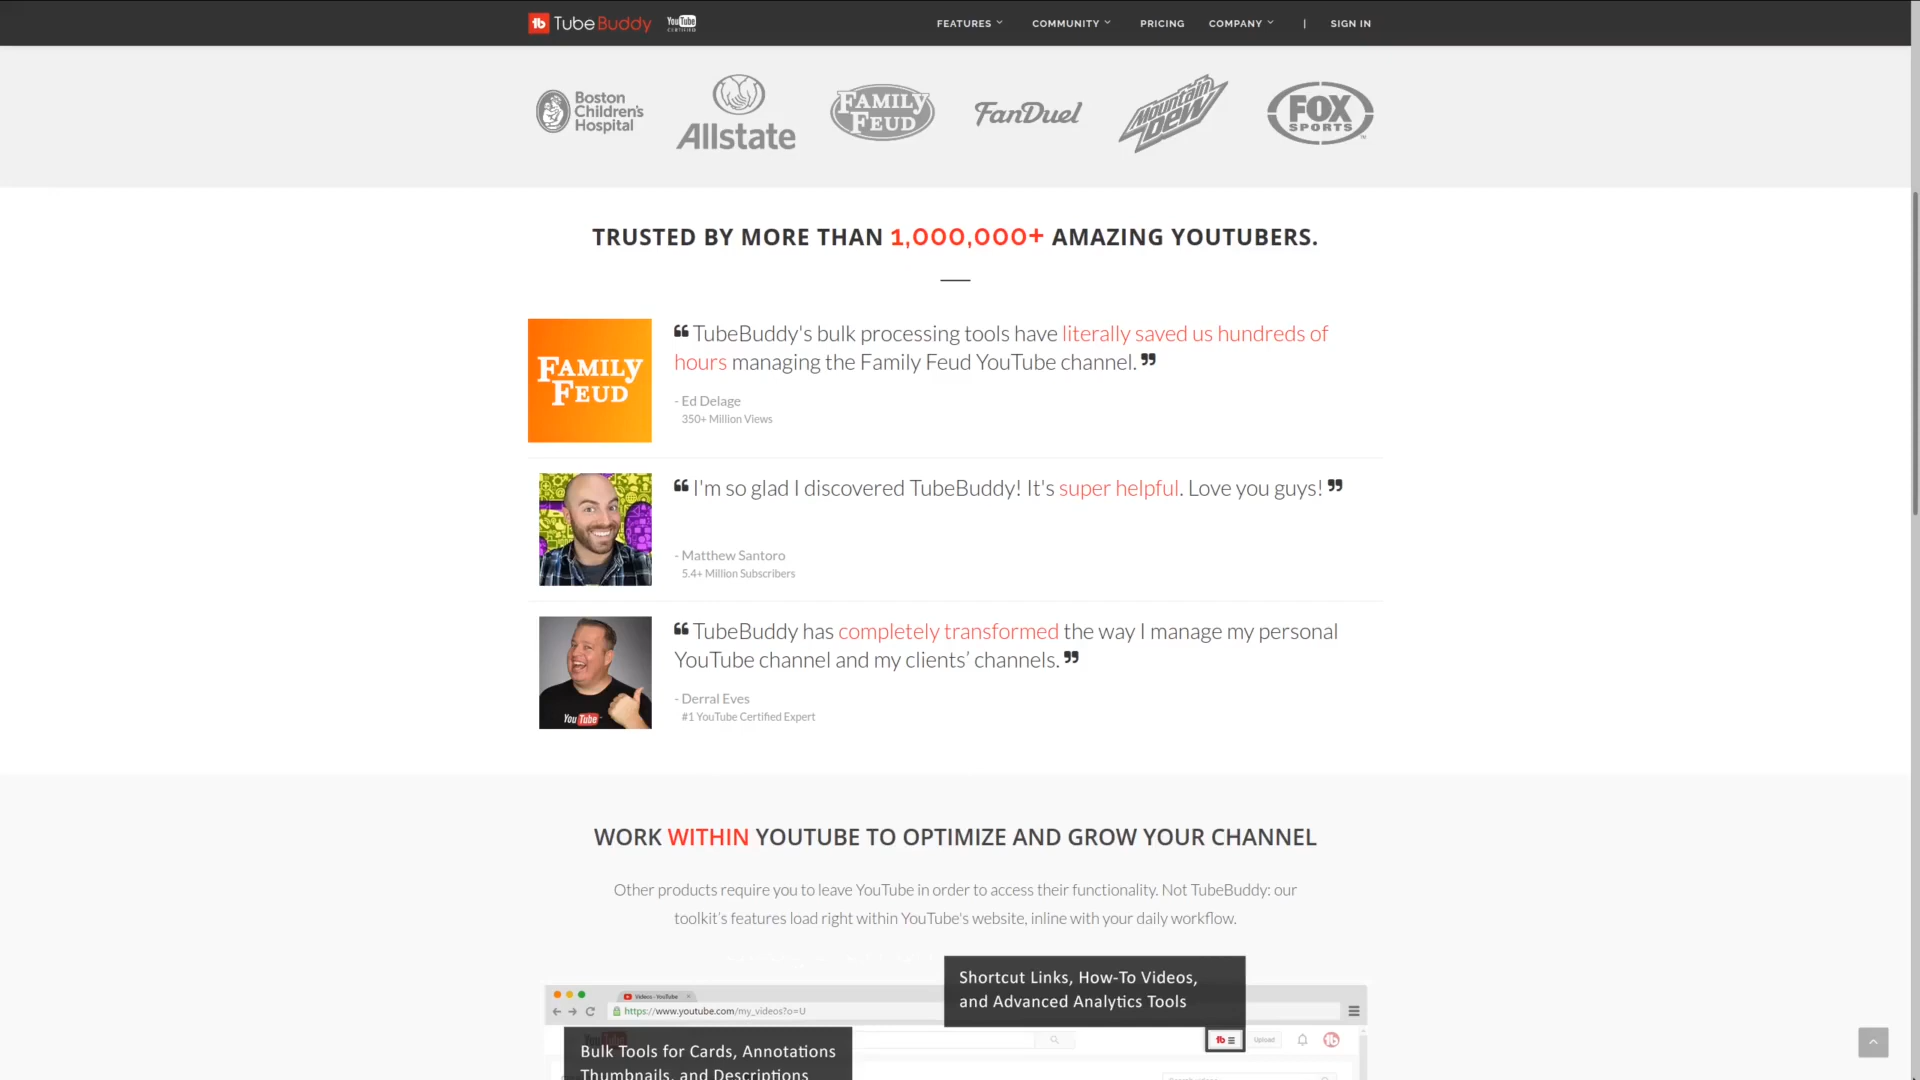 TubeBuddy
YouTube
CERTIFIED
FEATURES
COMMUNITY
PRICING
COMPANY
|
SIGN IN
Boston
Children's
Hospital
Allstate
FAMILY
FEUD
FanDuel
Mountain
DEW
FOX
SPORTS
TRUSTED BY MORE THAN 1,000,000+ AMAZING YOUTUBERS.
FAMILY
FEUD
❝ TubeBuddy's bulk processing tools have literally saved us hundreds of
hours managing the Family Feud YouTube channel. ❞
- Ed Delage
350+ Million Views
❝ I'm so glad I discovered TubeBuddy! It's super helpful. Love you guys! ❞
- Matthew Santoro
5.4+ Million Subscribers
❝ TubeBuddy has completely transformed the way I manage my personal
YouTube channel and my clients’ channels. ❞
- Derral Eves
#1 YouTube Certified Expert
YouTube
WORK WITHIN YOUTUBE TO OPTIMIZE AND GROW YOUR CHANNEL
Other products require you to leave YouTube in order to access their functionality. Not TubeBuddy: our
toolkit’s features load right within YouTube's website, inline with your daily workflow.
Shortcut Links, How-To Videos,
and Advanced Analytics Tools
Videos - YouTube
https://www.youtube.com/my_videos?o=U
Upload
Bulk Tools for Cards, Annotations
Thumbnails, and Descriptions